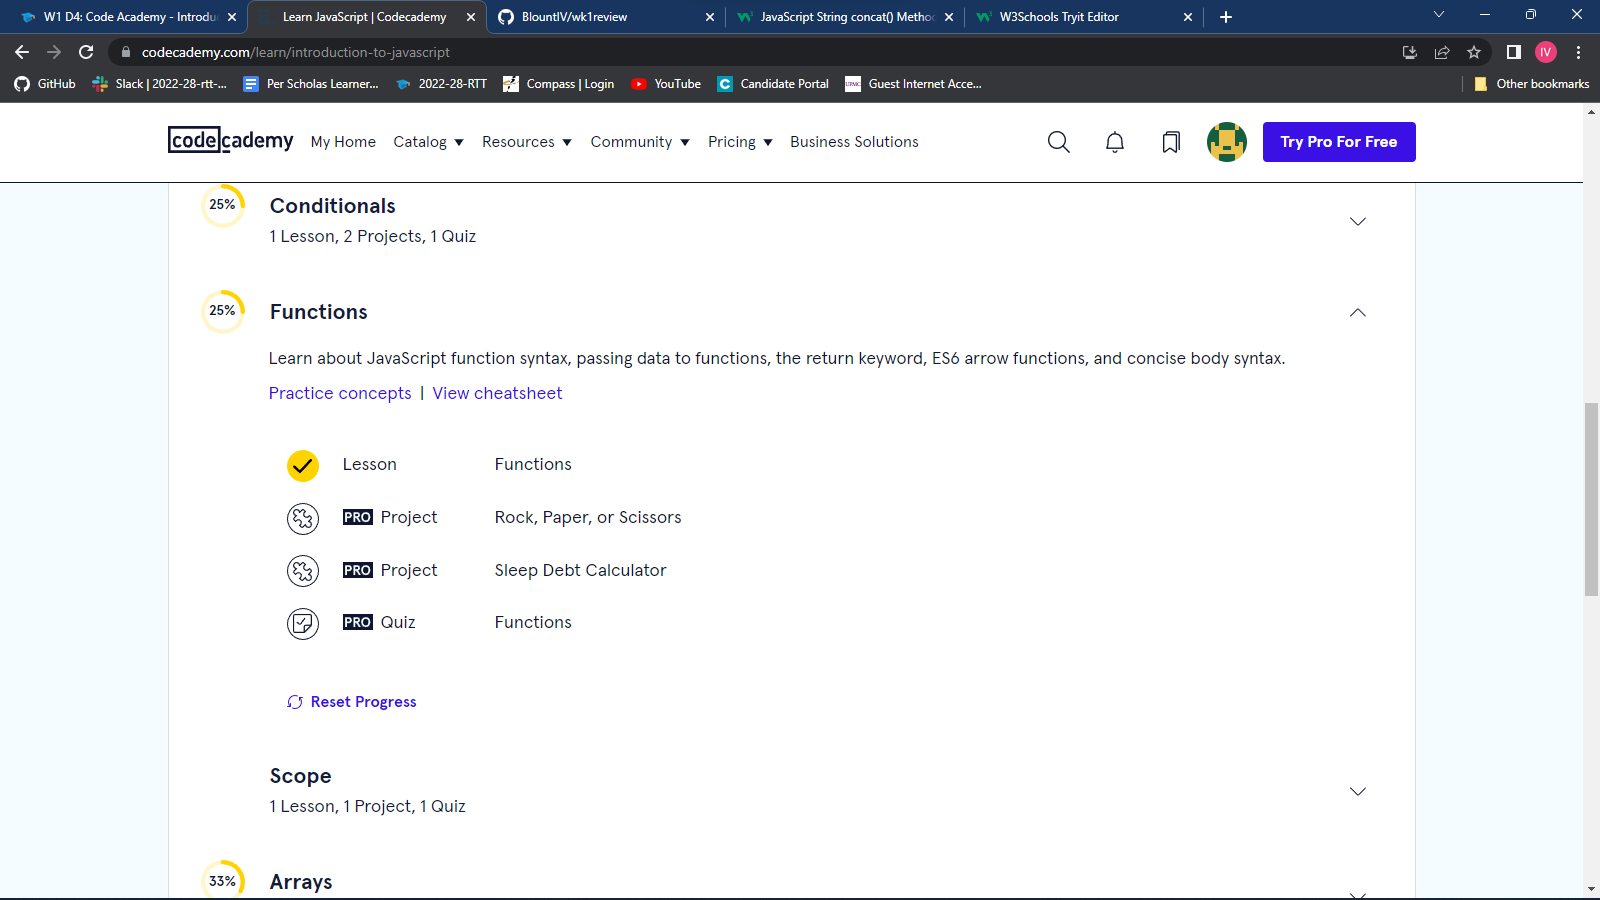 W1 D4: Code Academy - Introdu
Learn JavaScript | Codecademy
BlountIV/wk1review
JavaScript String concat() Metho
W3Schools Tryit Editor
codecademy.com/learn/introduction-to-javascript
IV
GitHub
Slack | 2022-28-rtt-...
Per Scholas Learner...
2022-28-RTT
Compass | Login
YouTube
Candidate Portal
Guest Internet Acce...
Other bookmarks
codecademy
My Home
Catalog
Resources
Community
Pricing
Business Solutions
Try Pro For Free
25%
Conditionals
1 Lesson, 2 Projects, 1 Quiz
25%
Functions
Learn about JavaScript function syntax, passing data to functions, the return keyword, ES6 arrow functions, and concise body syntax.
Practice concepts | View cheatsheet
Lesson Functions
PRO Project Rock, Paper, or Scissors
PRO Project Sleep Debt Calculator
PRO Quiz Functions
Reset Progress
Scope
1 Lesson, 1 Project, 1 Quiz
33%
Arrays